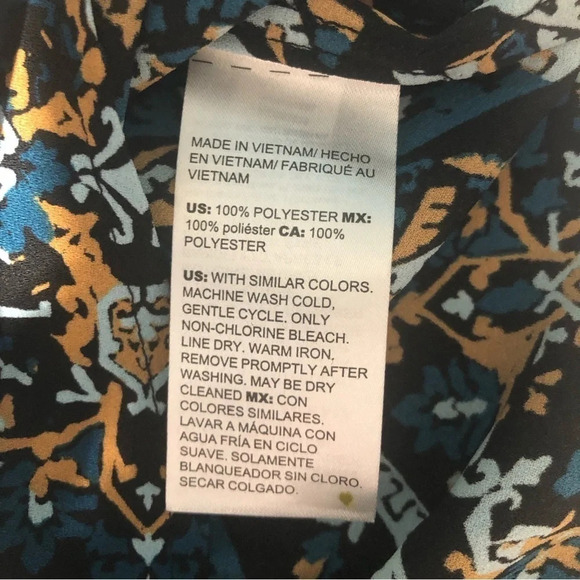 MADE IN VIETNAM/ HECHO
EN VIETNAM/ FABRIQUÉ AU
VIETNAM
US: 100% POLYESTER MX:
100% poliéster CA: 100%
POLYESTER
US: WITH SIMILAR COLORS.
MACHINE WASH COLD,
GENTLE CYCLE. ONLY
NON-CHLORINE BLEACH.
LINE DRY. WARM IRON.
REMOVE PROMPTLY AFTER
WASHING. MAY BE DRY
CLEANED MX: CON
COLORES SIMILARES.
LAVAR A MÁQUINA CON
AGUA FRÍA EN CICLO
SUAVE. SOLAMENTE
BLANQUEADOR SIN CLORO.
SECAR COLGADO.